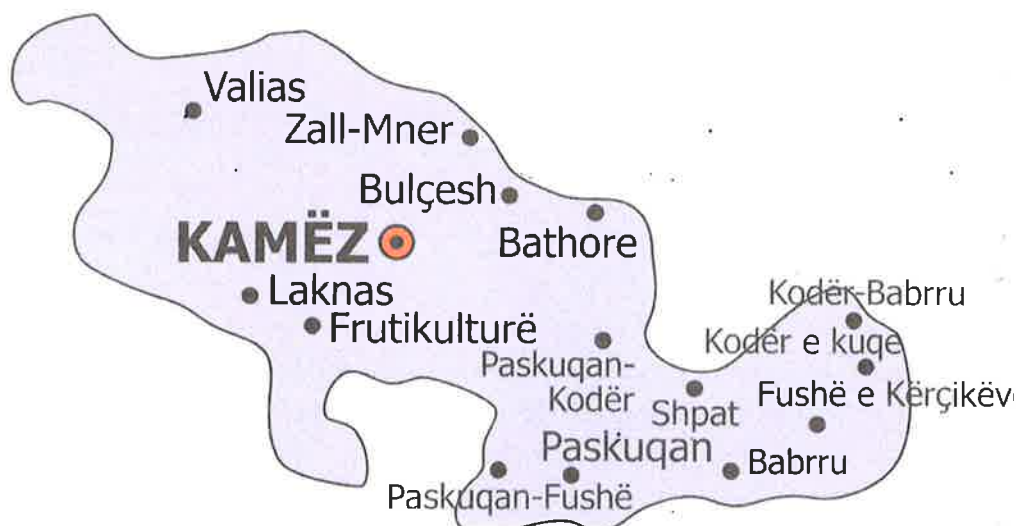 Valias
Zall-Mner
Bulçesh
KAMËZ
Bathore
Laknas
Kodër-Babrru
Frutikulturë
Kodër e kuqe
Paskuqan-
Kodër
Fushë e Kërçikëve
Shpat
Paskuqan
Babrru
Paskuqan-Fushë